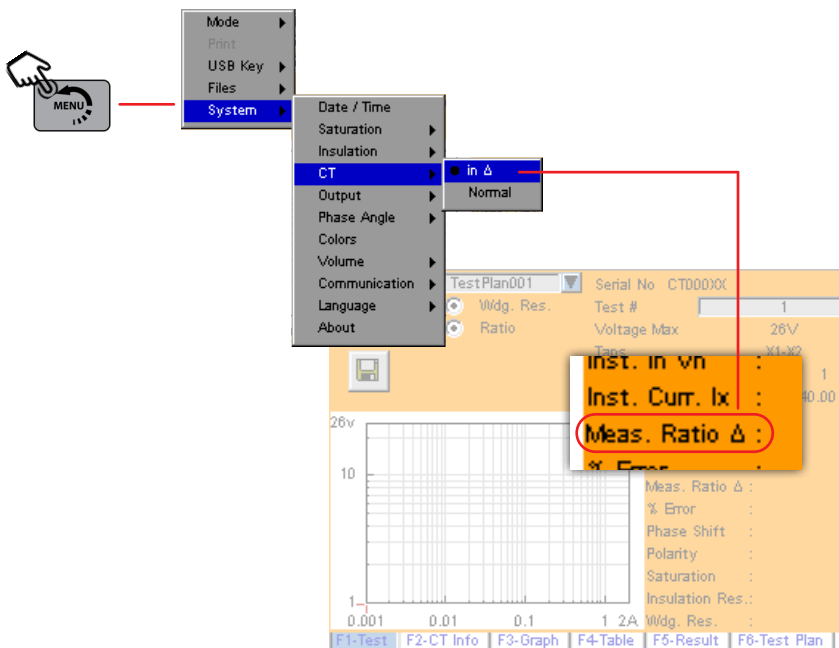 MENU
Mode
Print
USB Key
Files
System
Date / Time
Saturation
Insulation
CT
Output
Phase Angle
Colors
Volume
Communication
Language
About
in Δ
Normal
TestPlan001
Serial No CT000XX
Wdg. Res.
Test # 1
Ratio
Voltage Max 26V
Taps X1-X2
1
40.00
Inst. Curr. Ix :
Meas. Ratio Δ :
% Error
Meas. Ratio Δ :
% Error :
Phase Shift :
Polarity :
Saturation :
Insulation Res.:
Wdg. Res. :
26v
10
1
0.001 0.01 0.1 1 2A
F1-Test F2-CT Info F3-Graph F4-Table F5-Result F6-Test Plan